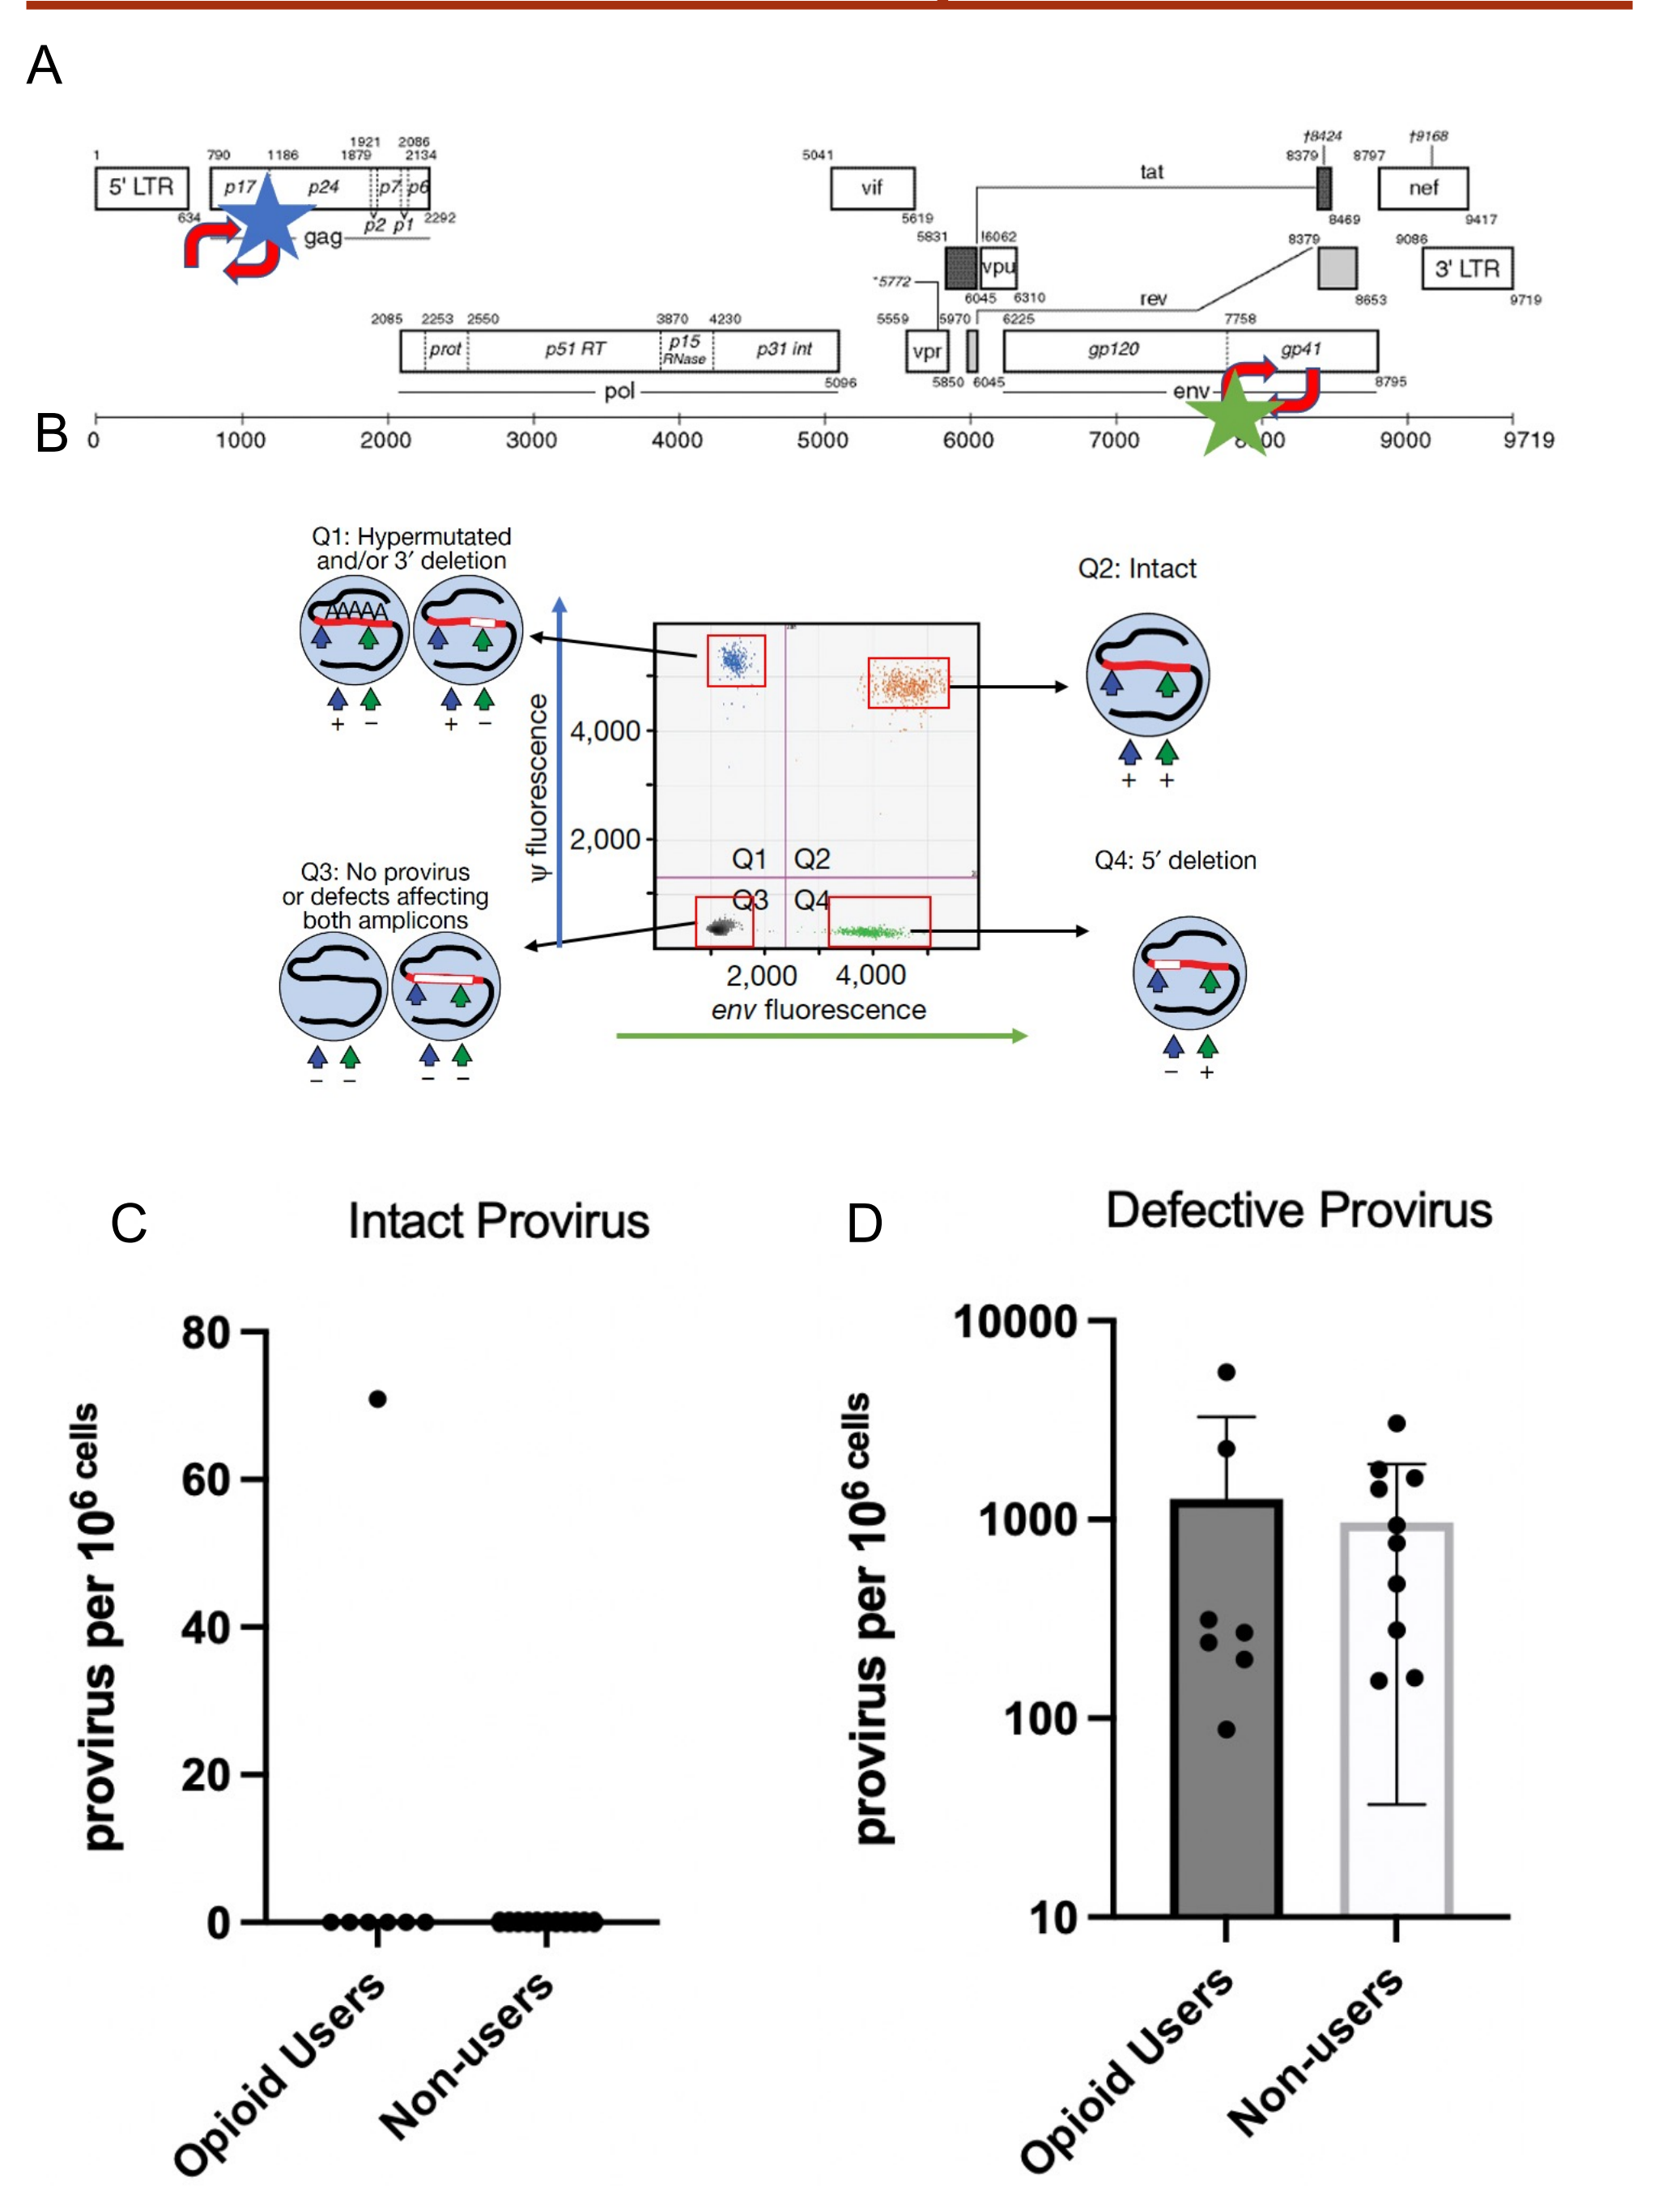 A
1 790 1186 1921 1879 2086 2134
5' LTR p17 p24 p7 p6
634 p2 p1 2292
gag
5041 tat 8379 †8424 8797 †9168
vif nef
5619 8469 9417
5831 !6062 8379 9086
vpu 3' LTR
*5772 6045 6310 rev 8653 9719
2085 2253 2550 3870 4230 5559 5970 6225 7758
prot p51 RT p15 RNase p31 int vpr gp120 gp41
5096 5850 6045 8795
pol env
B
0 1000 2000 3000 4000 5000 6000 7000 9000 9719
Q1: Hypermutated
and/or 3′ deletion
AAAAA
+ − + −
Q2: Intact
+ +
ψ fluorescence
4,000
2,000
Q1 Q2
Q3 Q4
2,000 4,000
env fluorescence
Q3: No provirus
or defects affecting
both amplicons
− − − −
Q4: 5′ deletion
− +
C
Intact Provirus
provirus per 10⁶ cells
80
60
40
20
0
Opioid Users
Non-users
D
Defective Provirus
provirus per 10⁶ cells
10000
1000
100
10
Opioid Users
Non-users